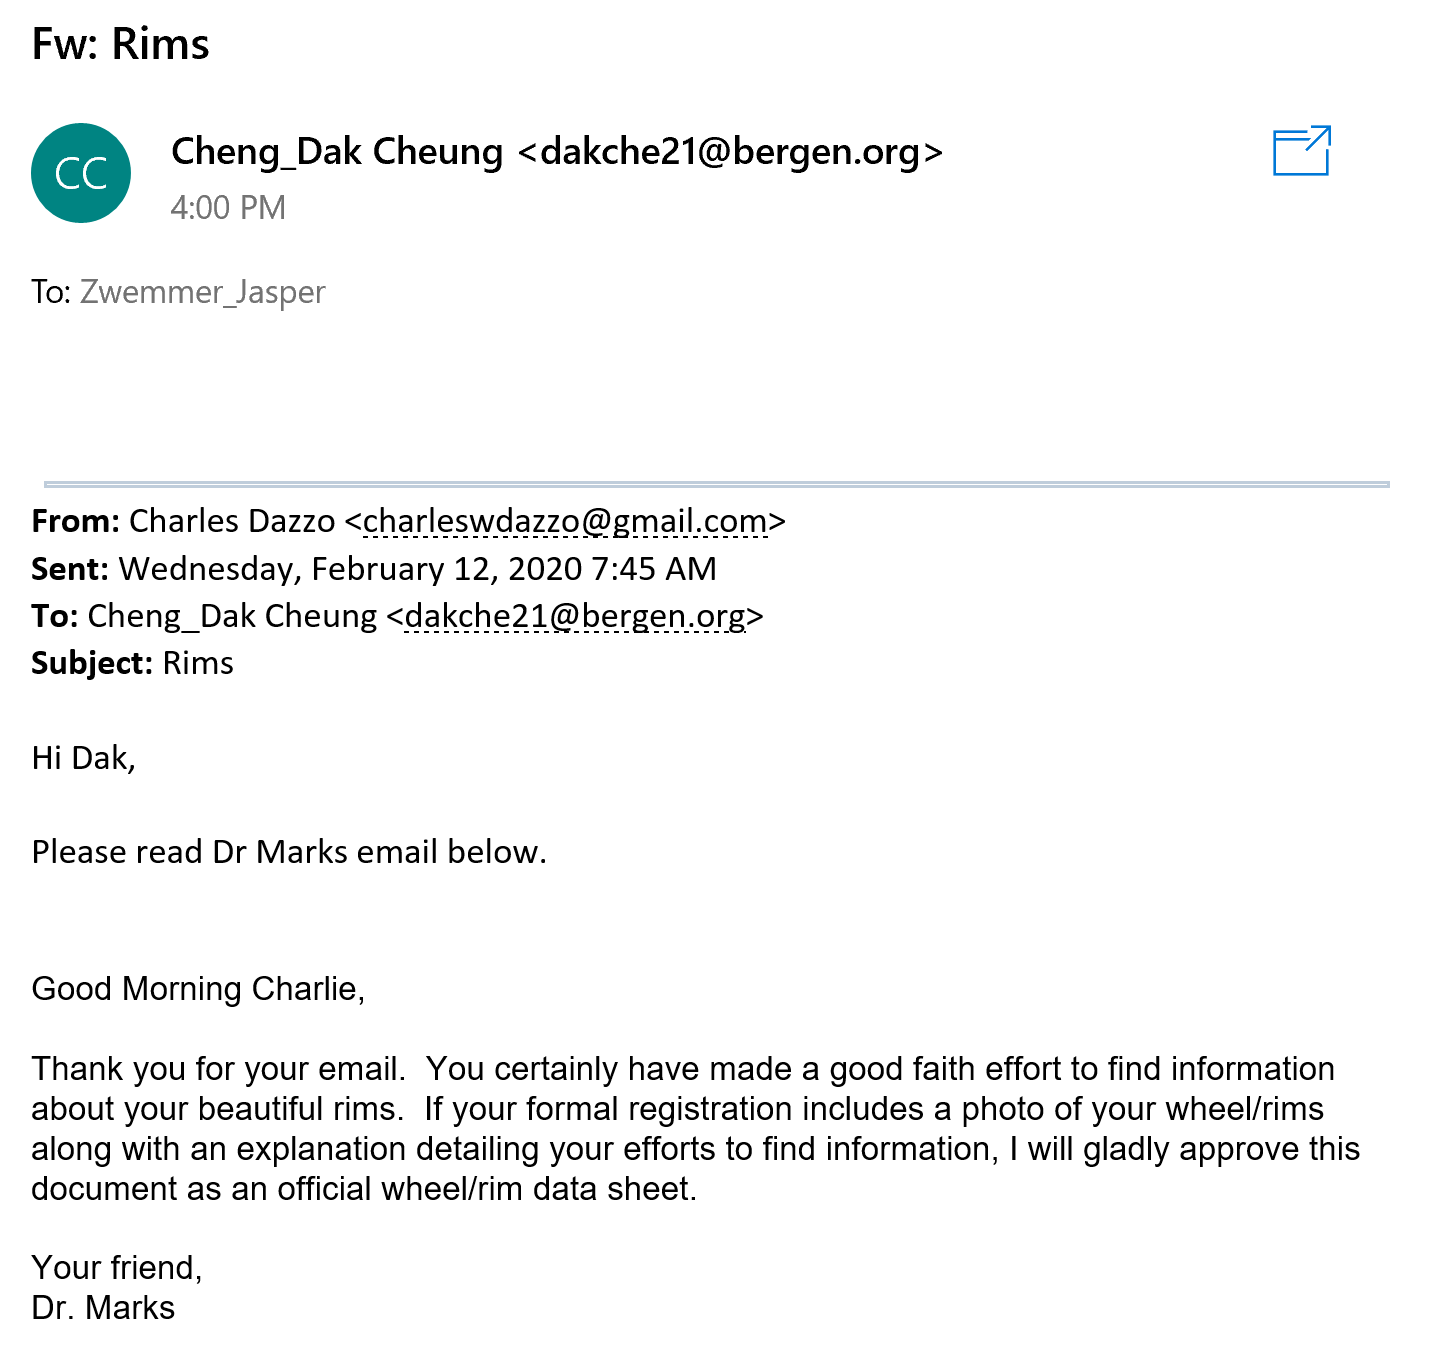 Fw: Rims
CC
Cheng_Dak Cheung <dakche21@bergen.org>
4:00 PM
To: Zwemmer_Jasper
From: Charles Dazzo <charleswdazzo@gmail.com>
Sent: Wednesday, February 12, 2020 7:45 AM
To: Cheng_Dak Cheung <dakche21@bergen.org>
Subject: Rims
Hi Dak,
Please read Dr Marks email below.
Good Morning Charlie,
Thank you for your email.  You certainly have made a good faith effort to find information
about your beautiful rims.  If your formal registration includes a photo of your wheel/rims
along with an explanation detailing your efforts to find information, I will gladly approve this
document as an official wheel/rim data sheet.
Your friend,
Dr. Marks